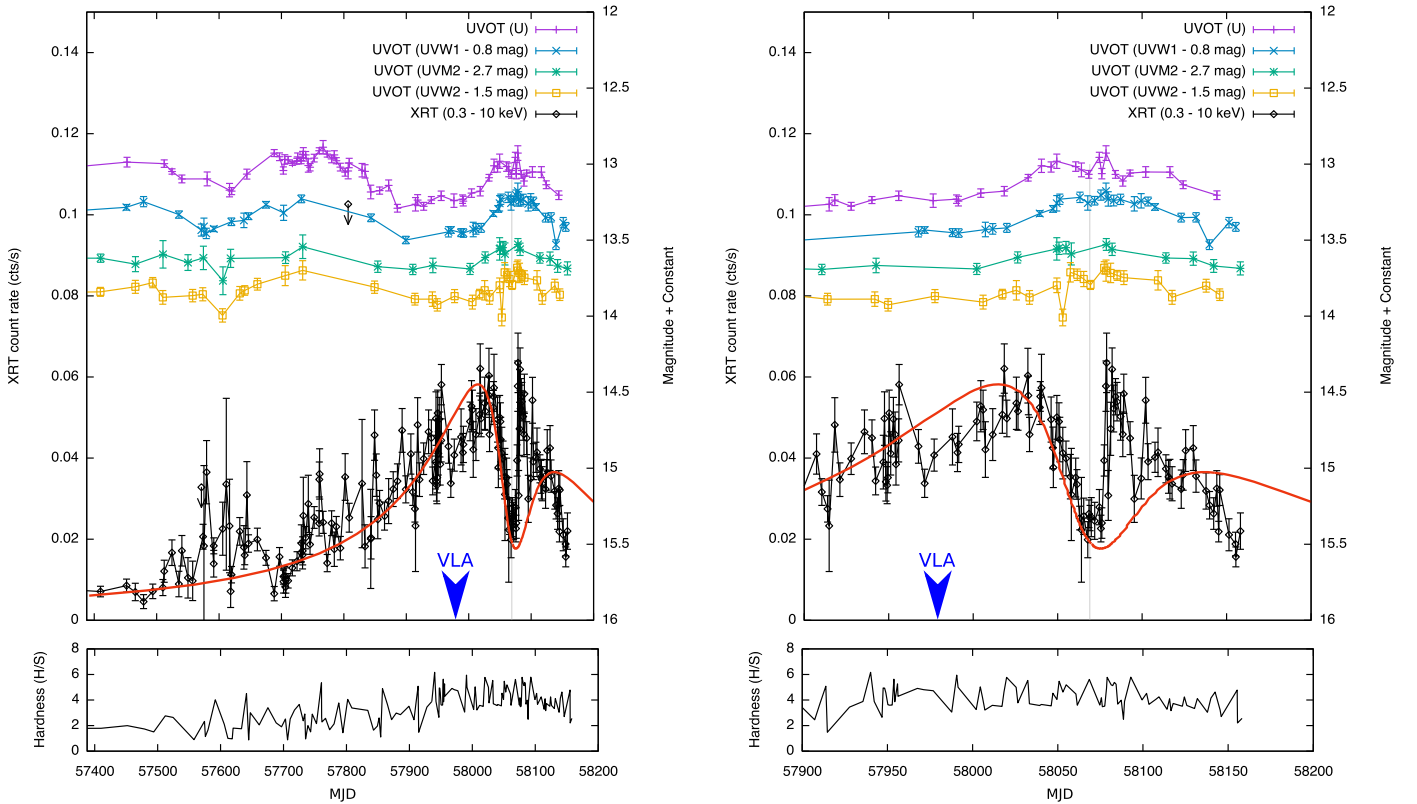 0.14
0.12
0.1
0.08
0.06
0.04
0.02
0
XRT count rate (cts/s)
12
12.5
13
13.5
14
14.5
15
15.5
16
Magnitude + Constant
UVOT (U)
UVOT (UVW1 - 0.8 mag)
UVOT (UVM2 - 2.7 mag)
UVOT (UVW2 - 1.5 mag)
XRT (0.3 - 10 keV)
VLA
8
6
4
2
0
Hardness (H/S)
57400 57500 57600 57700 57800 57900 58000 58100 58200
MJD
0.14
0.12
0.1
0.08
0.06
0.04
0.02
0
XRT count rate (cts/s)
12
12.5
13
13.5
14
14.5
15
15.5
16
Magnitude + Constant
UVOT (U)
UVOT (UVW1 - 0.8 mag)
UVOT (UVM2 - 2.7 mag)
UVOT (UVW2 - 1.5 mag)
XRT (0.3 - 10 keV)
VLA
8
6
4
2
0
Hardness (H/S)
57900 57950 58000 58050 58100 58150 58200
MJD